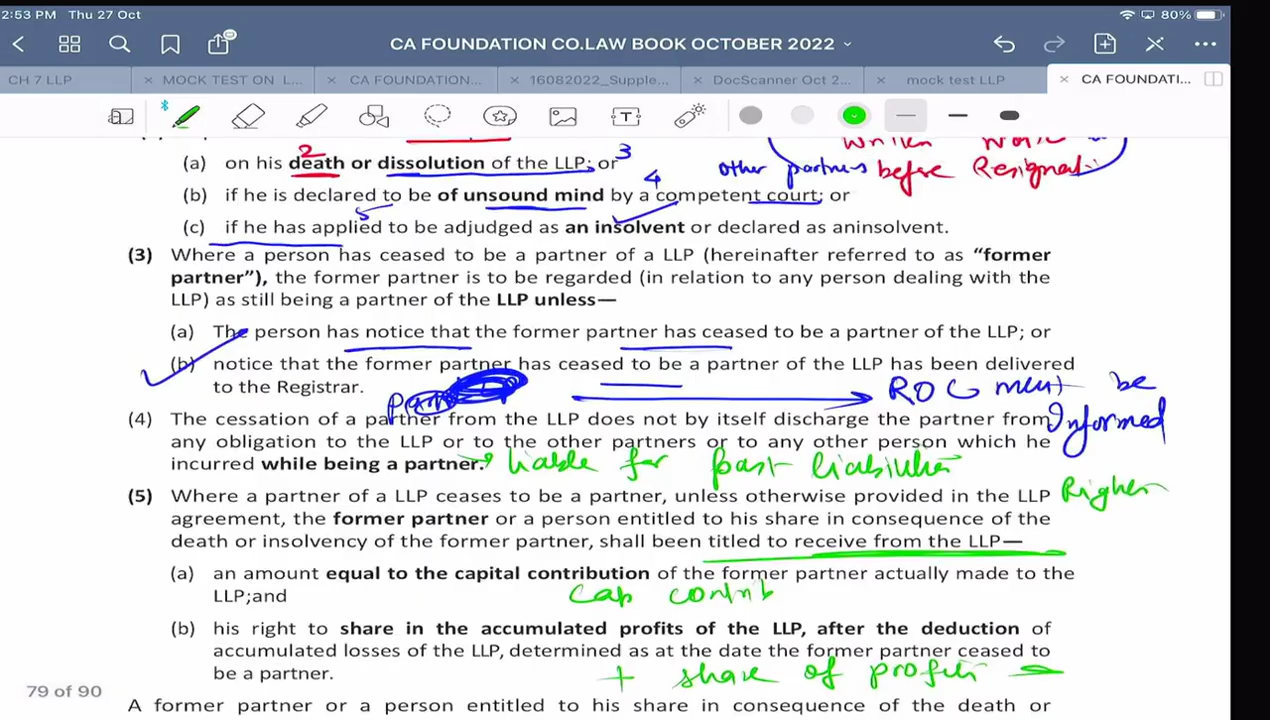 2:53 PM Thu 27 Oct
80%
CA FOUNDATION CO.LAW BOOK OCTOBER 2022
CH 7 LLP
MOCK TEST ON L...
CA FOUNDATION...
16082022_Supple...
DocScanner Oct 2...
mock test LLP
CA FOUNDATI...
2
(a) on his death or dissolution of the LLP; or
3
other partners before
4
(b) if he is declared to be of unsound mind by a competent court; or
5
(c) if he has applied to be adjudged as an insolvent or declared as aninsolvent.
(3) Where a person has ceased to be a partner of a LLP (hereinafter referred to as “former
partner”), the former partner is to be regarded (in relation to any person dealing with the
LLP) as still being a partner of the LLP unless—
(a) The person has notice that the former partner has ceased to be a partner of the LLP; or
(b) notice that the former partner has ceased to be a partner of the LLP has been delivered
to the Registrar.
ROC must be
Informed
(4) The cessation of a partner from the LLP does not by itself discharge the partner from
any obligation to the LLP or to the other partners or to any other person which he
incurred while being a partner.
liable for past liabilities
(5) Where a partner of a LLP ceases to be a partner, unless otherwise provided in the LLP
agreement, the former partner or a person entitled to his share in consequence of the
death or insolvency of the former partner, shall been titled to receive from the LLP—
(a) an amount equal to the capital contribution of the former partner actually made to the
LLP;and
cap contrib
(b) his right to share in the accumulated profits of the LLP, after the deduction of
accumulated losses of the LLP, determined as at the date the former partner ceased to
be a partner.
+ share of profits
79 of 90
A former partner or a person entitled to his share in consequence of the death or